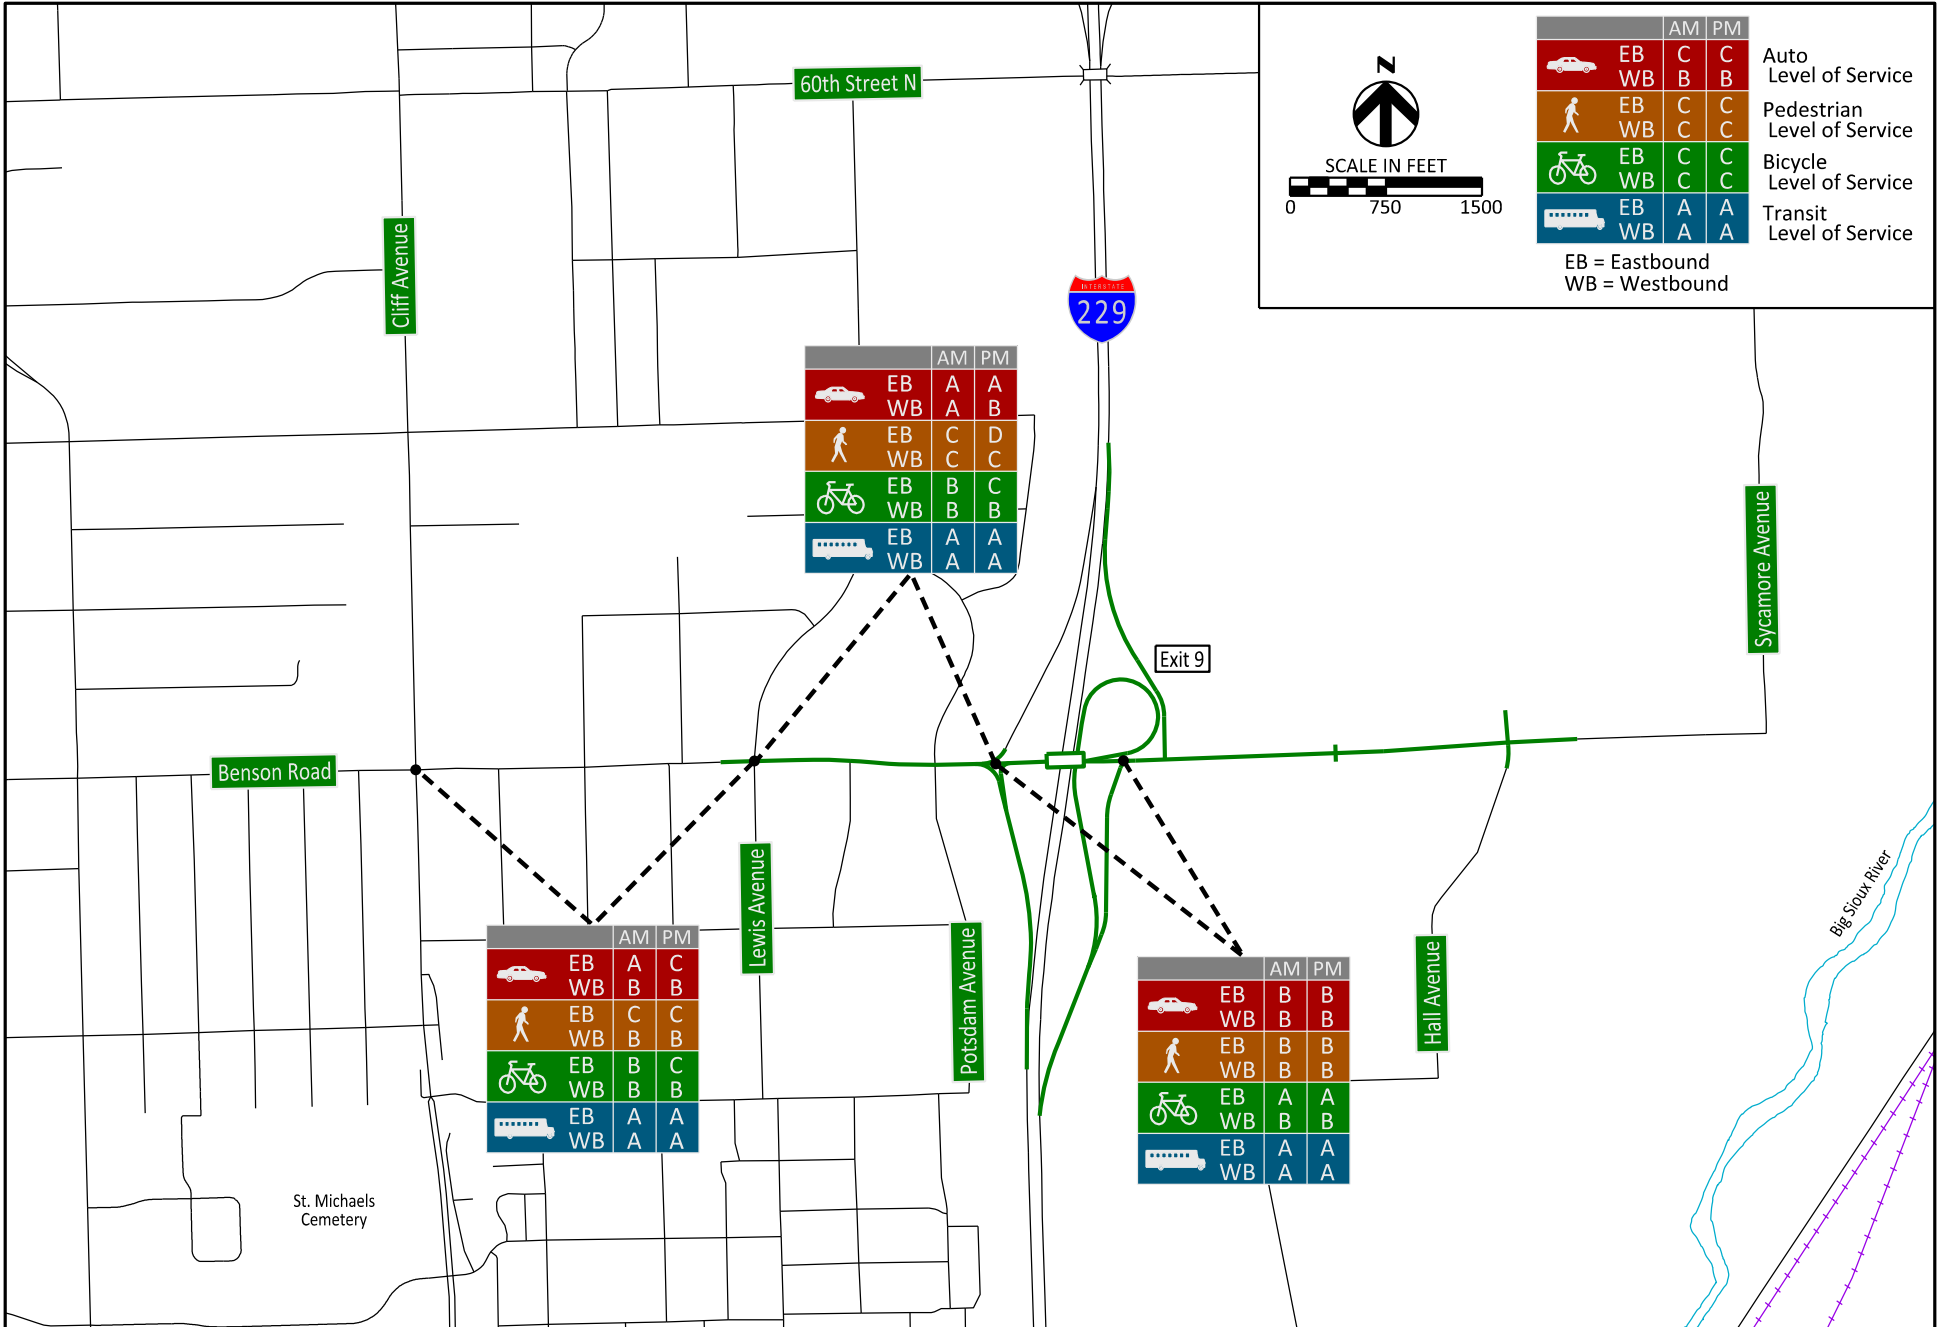 AM PM
EB C C
WB B B
Auto
Level of Service
EB C C
WB C C
Pedestrian
Level of Service
EB C C
WB C C
Bicycle
Level of Service
EB A A
WB A A
Transit
Level of Service
EB = Eastbound
WB = Westbound
N
SCALE IN FEET
0 750 1500
60th Street N
Cliff Avenue
INTERSTATE
229
AM PM
EB A A
WB A B
EB C D
WB C C
EB B C
WB B B
EB A A
WB A A
Sycamore Avenue
Exit 9
Benson Road
Lewis Avenue
Potsdam Avenue
Hall Avenue
Big Sioux River
AM PM
EB A C
WB B B
EB C C
WB B B
EB B C
WB B B
EB A A
WB A A
AM PM
EB B B
WB B B
EB B B
WB B B
EB A A
WB B B
EB A A
WB A A
St. Michaels
Cemetery